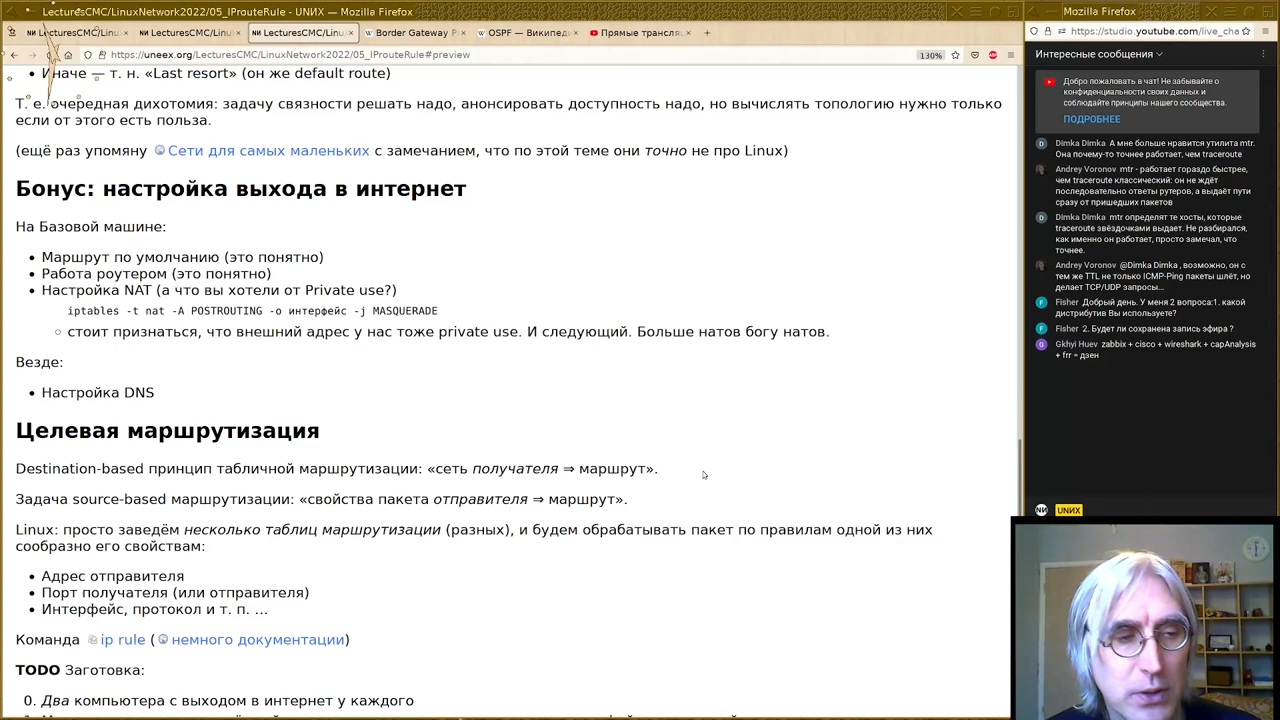 LecturesCMC/LinuxNetwork2022/05_IProuteRule - UNИX — Mozilla Firefox
LecturesCMC/Linu
LecturesCMC/Linu
LecturesCMC/Linu
Border Gateway Pr
OSPF — Википед
Прямые трансля
https://uneex.org/LecturesCMC/LinuxNetwork2022/05_IProuteRule#preview
130%
Иначе — т. н. «Last resort» (он же default route)
Т. е. очередная дихотомия: задачу связности решать надо, анонсировать доступность надо, но вычислять топологию нужно только
если от этого есть польза.
(ещё раз упомяну Сети для самых маленьких с замечанием, что по этой теме они точно не про Linux)
Бонус: настройка выхода в интернет
На Базовой машине:
Маршрут по умолчанию (это понятно)
Работа роутером (это понятно)
Настройка NAT (а что вы хотели от Private use?)
iptables -t nat -A POSTROUTING -o интерфейс -j MASQUERADE
стоит признаться, что внешний адрес у нас тоже private use. И следующий. Больше натов богу натов.
Везде:
Настройка DNS
Целевая маршрутизация
Destination-based принцип табличной маршрутизации: «сеть получателя ⇒ маршрут».
Задача source-based маршрутизации: «свойства пакета отправителя ⇒ маршрут».
Linux: просто заведём несколько таблиц маршрутизации (разных), и будем обрабатывать пакет по правилам одной из них
сообразно его свойствам:
Адрес отправителя
Порт получателя (или отправителя)
Интерфейс, протокол и т. п. …
Команда ip rule (немного документации)
TODO Заготовка:
0. Два компьютера с выходом в интернет у каждого
Mozilla Firefox
https://studio.youtube.com/live_cha
Интересные сообщения
Добро пожаловать в чат! Не забывайте о
конфиденциальности своих данных и
соблюдайте принципы нашего сообщества.
ПОДРОБНЕЕ
D Dimka Dimka А мне больше нравится утилита mtr.
Она почему-то точнее работает, чем traceroute
Andrey Voronov mtr - работает гораздо быстрее,
чем traceroute классический: он не ждёт
последовательно ответы рутеров, а выдаёт пути
сразу от пришедших пакетов
D Dimka Dimka mtr определят те хосты, которые
traceroute звёздочками выдает. Не разбирался,
как именно он работает, просто замечал, что
точнее.
Andrey Voronov @Dimka Dimka , возможно, он с
тем же TTL не только ICMP-Ping пакеты шлёт, но
делает TCP/UDP запросы...
F Fisher Добрый день. У меня 2 вопроса:1. какой
дистрибутив Вы используете?
F Fisher 2. Будет ли сохранена запись эфира ?
G Gkhyi Huev zabbix + cisco + wireshark + capAnalysis
+ frr = дзен
UNИX